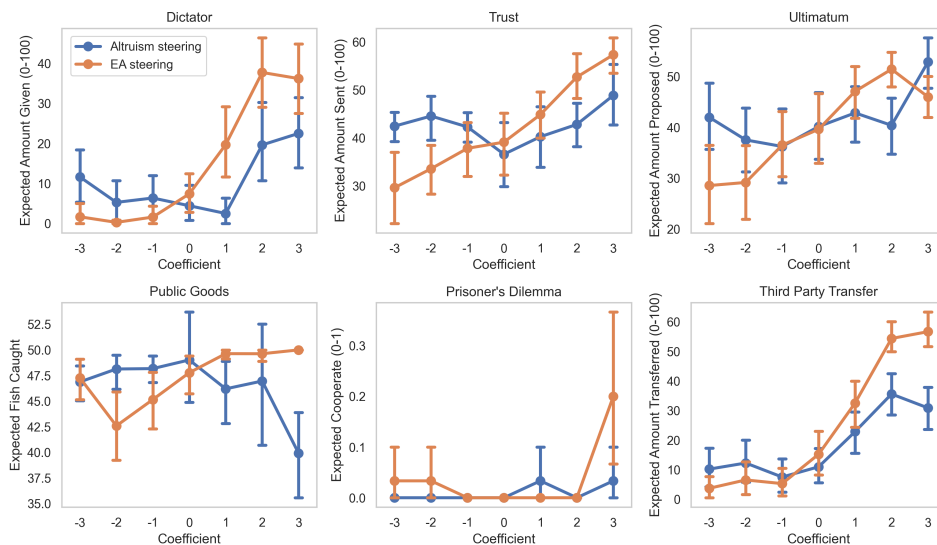 Dictator
Expected Amount Given (0-100)
Altruism steering
EA steering
40
30
20
10
0
-3 -2 -1 0 1 2 3
Coefficient
Trust
Expected Amount Sent (0-100)
60
50
40
30
-3 -2 -1 0 1 2 3
Coefficient
Ultimatum
Expected Amount Proposed (0-100)
50
40
30
20
-3 -2 -1 0 1 2 3
Coefficient
Public Goods
Expected Fish Caught
52.5
50.0
47.5
45.0
42.5
40.0
37.5
35.0
-3 -2 -1 0 1 2 3
Coefficient
Prisoner's Dilemma
Expected Cooperate (0-1)
0.3
0.2
0.1
0.0
-3 -2 -1 0 1 2 3
Coefficient
Third Party Transfer
Expected Amount Transferred (0-100)
60
50
40
30
20
10
0
-3 -2 -1 0 1 2 3
Coefficient